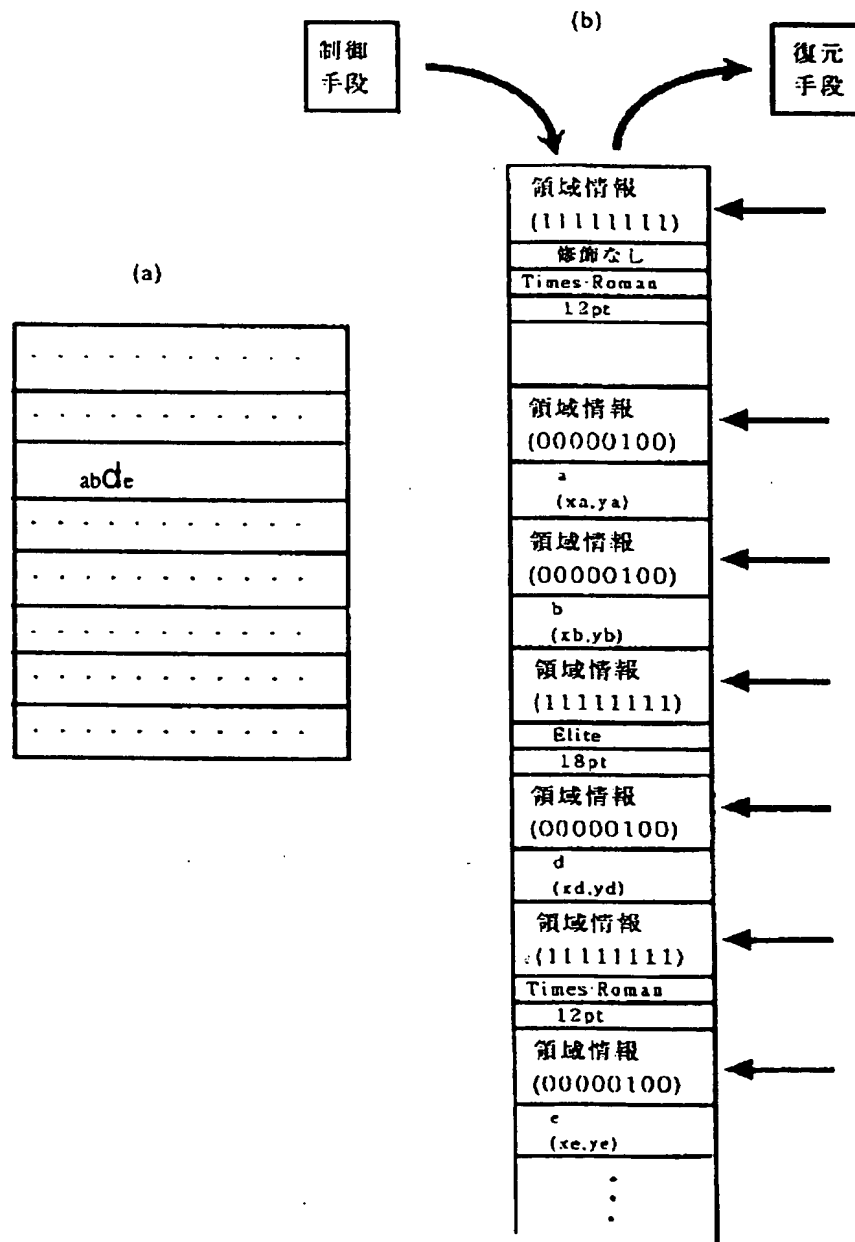 (b)
制御
手段
復元
手段
(a)
abde
領域情報
(11111111)
修飾なし
Times·Roman
12pt
領域情報
(00000100)
a
(xa,ya)
領域情報
(00000100)
b
(xb,yb)
領域情報
(11111111)
Elite
18pt
領域情報
(00000100)
d
(xd,yd)
領域情報
(11111111)
Times·Roman
12pt
領域情報
(00000100)
e
(xe,ye)